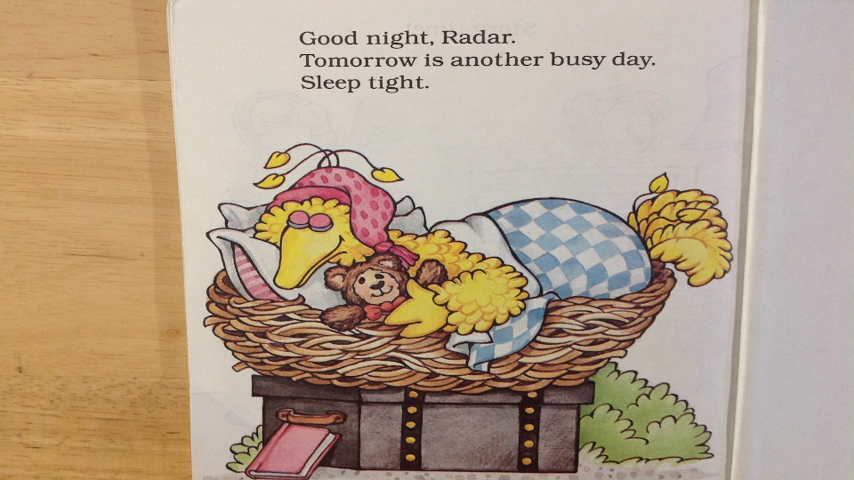 Good night, Radar.
Tomorrow is another busy day.
Sleep tight.